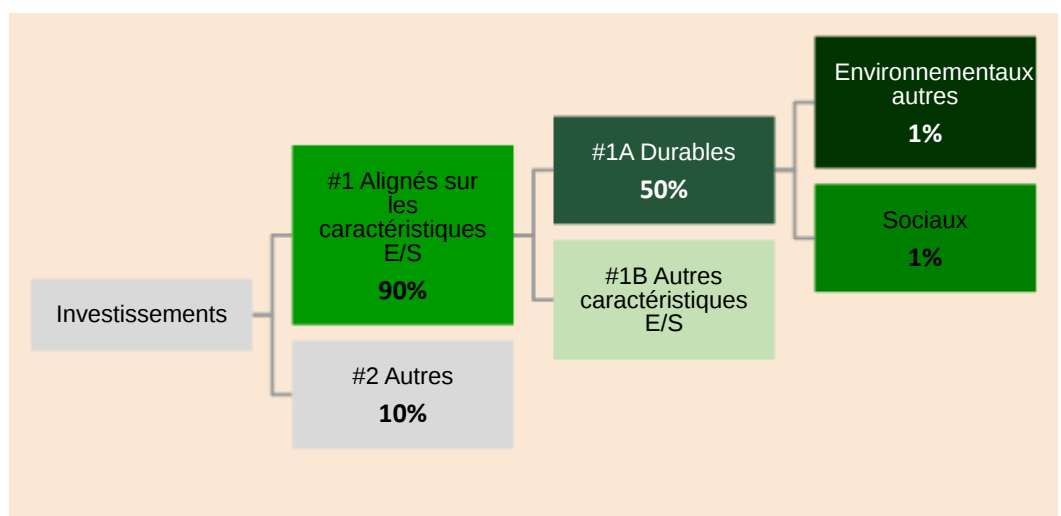 Investissements
#1 Alignés sur
les
caractéristiques
E/S
90%
#2 Autres
10%
#1A Durables
50%
#1B Autres
caractéristiques
E/S
Environnementaux
autres
1%
Sociaux
1%